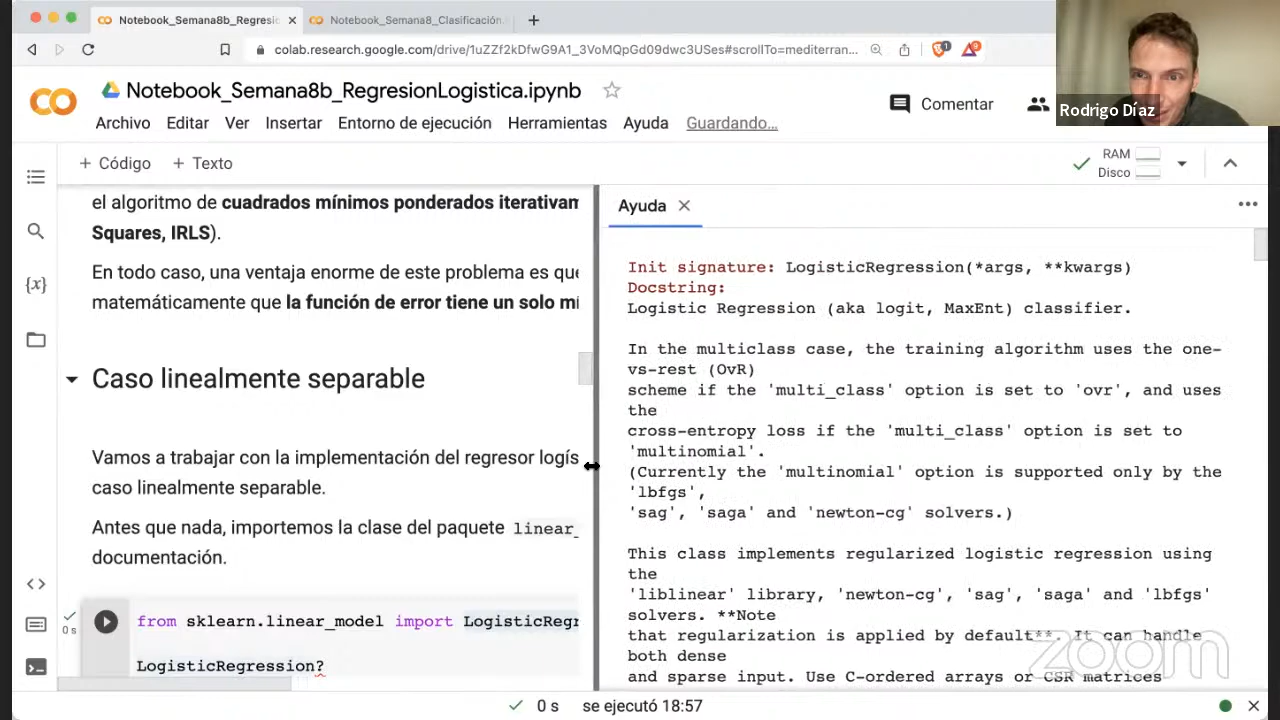 Notebook_Semana8b_Regresio
Notebook_Semana8_Clasificación.
colab.research.google.com/drive/1uZZf2kDfwG9A1_3VoMQpGd09dwc3USes#scrollTo=mediterran...
1
9
Notebook_Semana8b_RegresionLogistica.ipynb
Comentar
Rodrigo Díaz
Archivo Editar Ver Insertar Entorno de ejecución Herramientas Ayuda Guardando...
+ Código + Texto
RAM
Disco
el algoritmo de cuadrados mínimos ponderados iterativam
Squares, IRLS).
En todo caso, una ventaja enorme de este problema es que
matemáticamente que la función de error tiene un solo mí
Caso linealmente separable
Vamos a trabajar con la implementación del regresor logís
caso linealmente separable.
Antes que nada, importemos la clase del paquete linear_
documentación.
0 s
from sklearn.linear_model import LogisticRegr
LogisticRegression?
Ayuda
Init signature: LogisticRegression(*args, **kwargs)
Docstring:
Logistic Regression (aka logit, MaxEnt) classifier.
In the multiclass case, the training algorithm uses the one-
vs-rest (OvR)
scheme if the 'multi_class' option is set to 'ovr', and uses
the
cross-entropy loss if the 'multi_class' option is set to
'multinomial'.
(Currently the 'multinomial' option is supported only by the
'lbfgs',
'sag', 'saga' and 'newton-cg' solvers.)
This class implements regularized logistic regression using
the
'liblinear' library, 'newton-cg', 'sag', 'saga' and 'lbfgs'
solvers. **Note
that regularization is applied by default**. It can handle
both dense
and sparse input. Use C-ordered arrays or CSR matrices
zoom
0 s se ejecutó 18:57